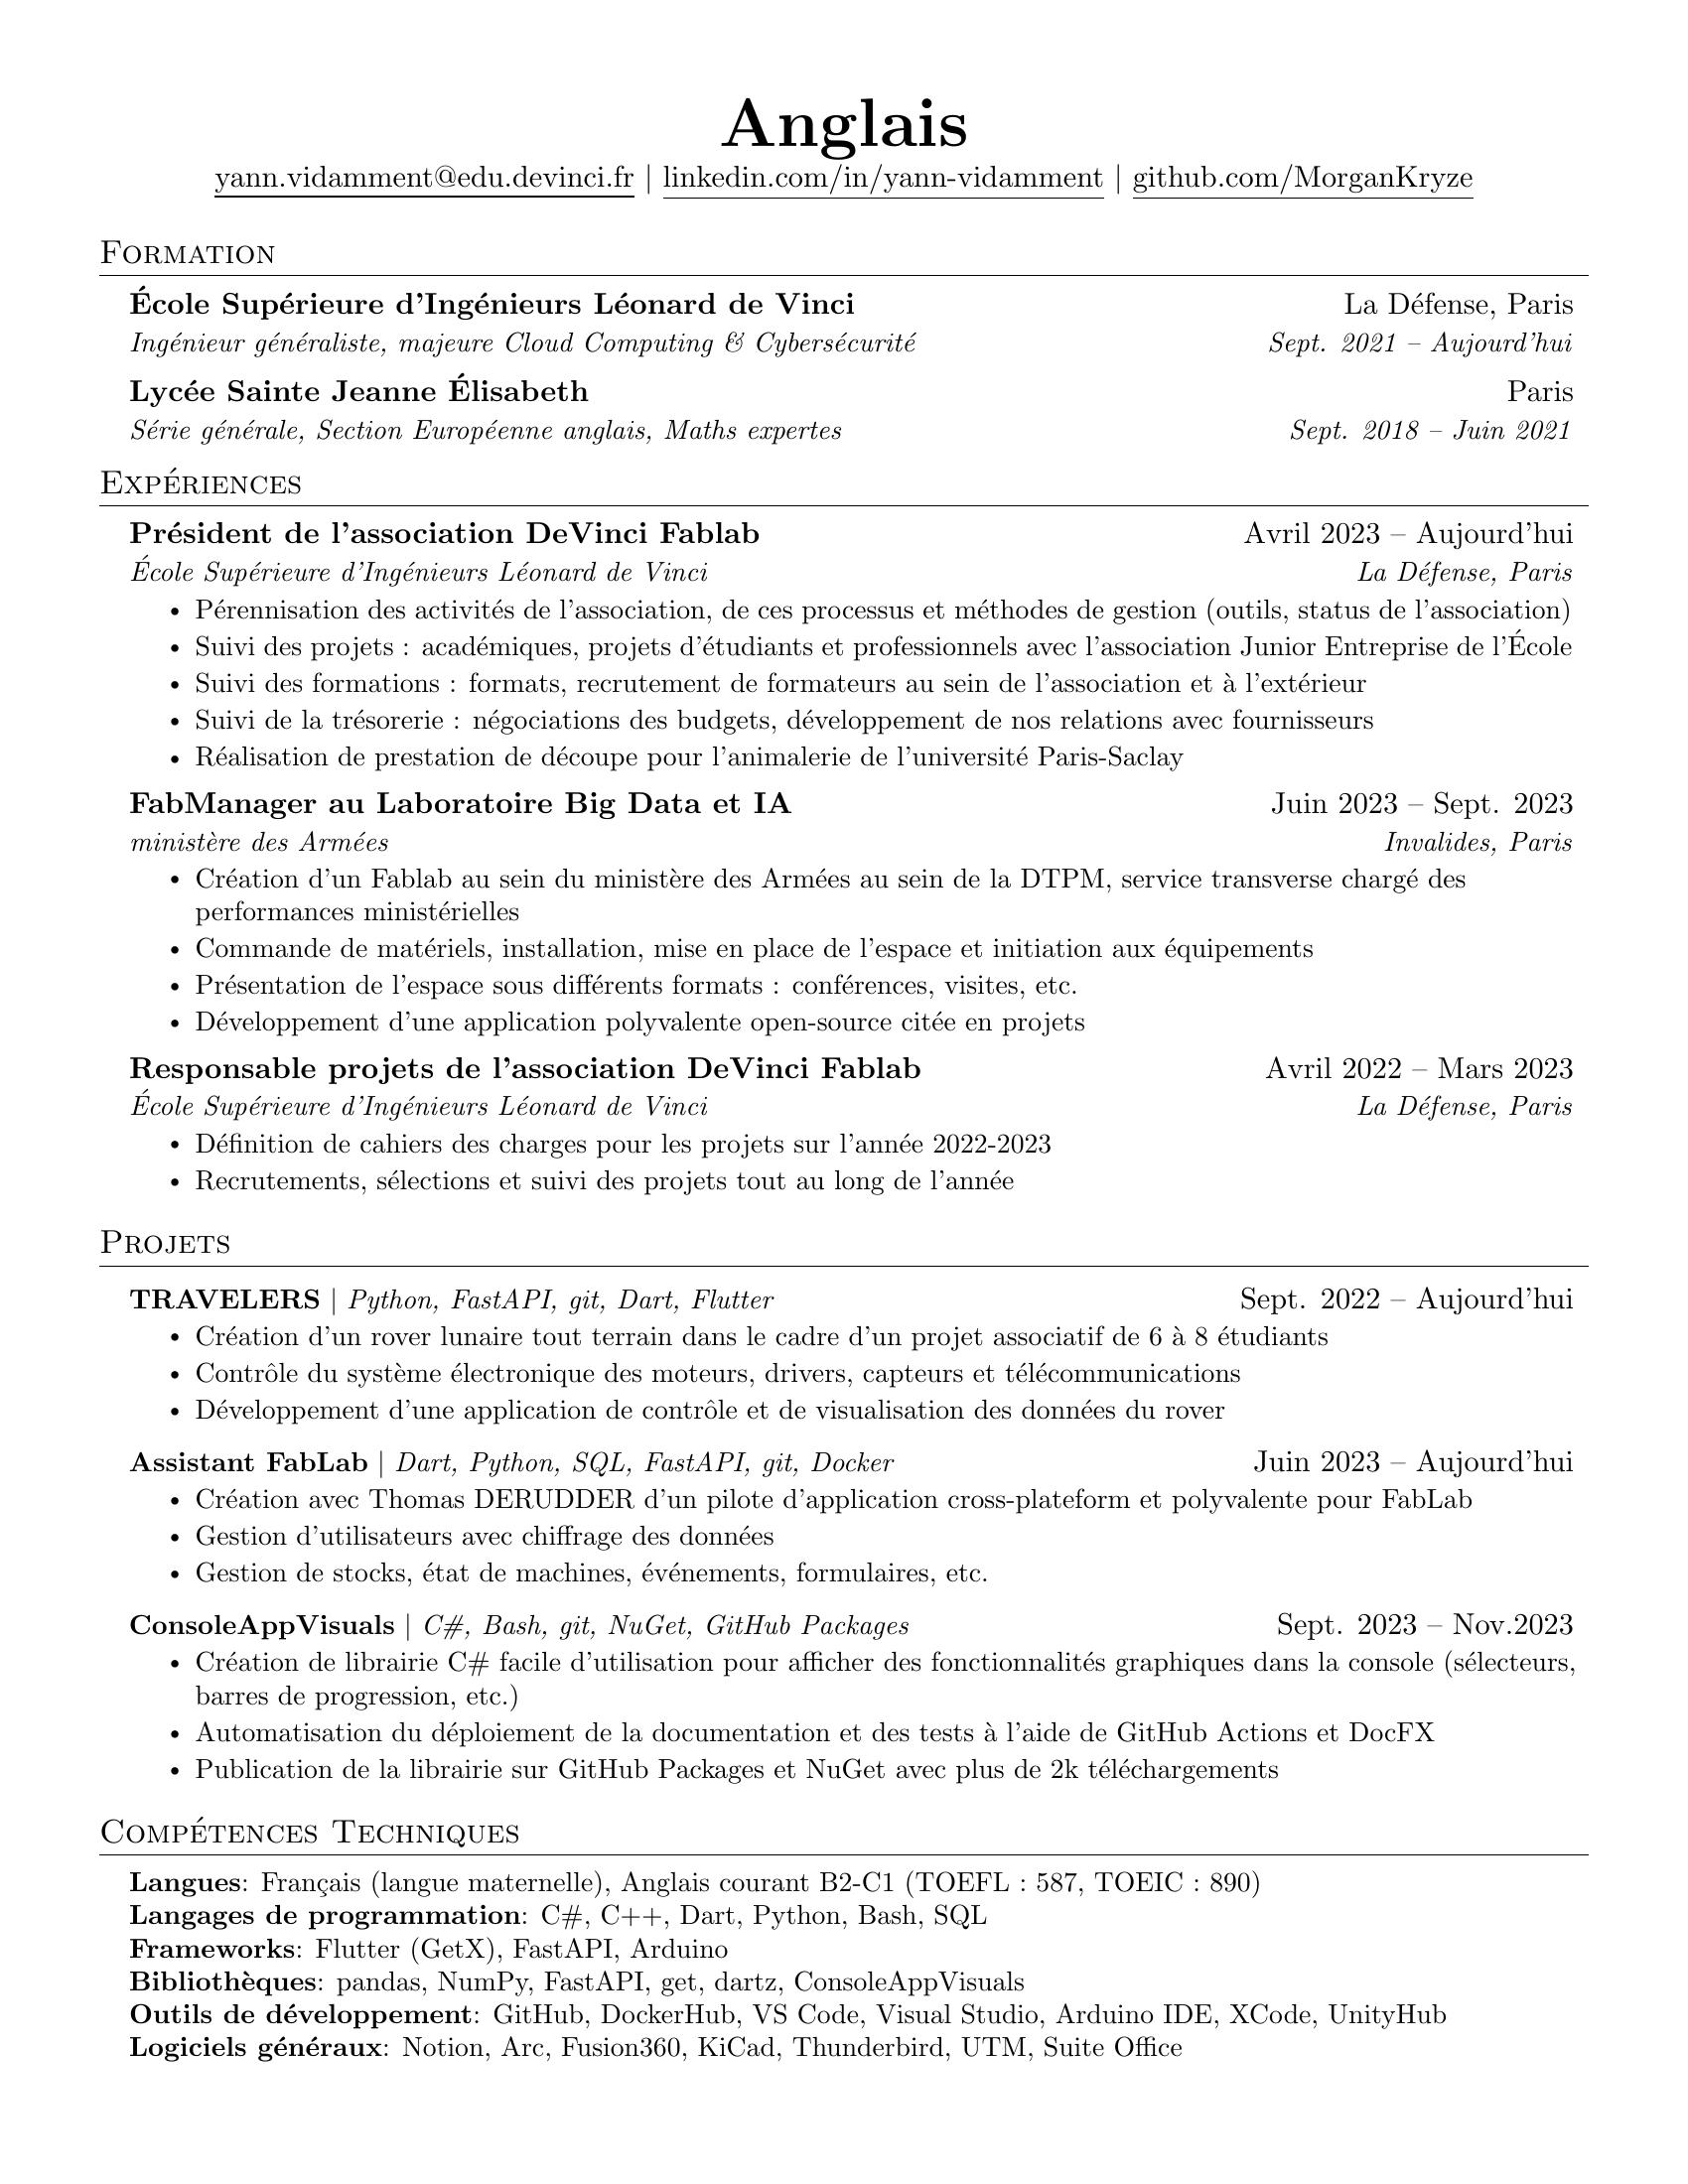 Anglais
yann.vidamment@edu.devinci.fr | linkedin.com/in/yann-vidamment | github.com/MorganKryze
Formation
École Supérieure d'Ingénieurs Léonard de Vinci La Défense, Paris
Ingénieur généraliste, majeure Cloud Computing & Cybersécurité Sept. 2021 – Aujourd'hui
Lycée Sainte Jeanne Élisabeth Paris
Série générale, Section Européenne anglais, Maths expertes Sept. 2018 – Juin 2021
Expériences
Président de l'association DeVinci Fablab Avril 2023 – Aujourd'hui
École Supérieure d'Ingénieurs Léonard de Vinci La Défense, Paris
• Pérennisation des activités de l'association, de ces processus et méthodes de gestion (outils, status de l'association)
• Suivi des projets : académiques, projets d'étudiants et professionnels avec l'association Junior Entreprise de l'École
• Suivi des formations : formats, recrutement de formateurs au sein de l'association et à l'extérieur
• Suivi de la trésorerie : négociations des budgets, développement de nos relations avec fournisseurs
• Réalisation de prestation de découpe pour l'animalerie de l'université Paris-Saclay
FabManager au Laboratoire Big Data et IA Juin 2023 – Sept. 2023
ministère des Armées Invalides, Paris
• Création d'un Fablab au sein du ministère des Armées au sein de la DTPM, service transverse chargé des
performances ministérielles
• Commande de matériels, installation, mise en place de l'espace et initiation aux équipements
• Présentation de l'espace sous différents formats : conférences, visites, etc.
• Développement d'une application polyvalente open-source citée en projets
Responsable projets de l'association DeVinci Fablab Avril 2022 – Mars 2023
École Supérieure d'Ingénieurs Léonard de Vinci La Défense, Paris
• Définition de cahiers des charges pour les projets sur l'année 2022-2023
• Recrutements, sélections et suivi des projets tout au long de l'année
Projets
TRAVELERS | Python, FastAPI, git, Dart, Flutter Sept. 2022 – Aujourd'hui
• Création d'un rover lunaire tout terrain dans le cadre d'un projet associatif de 6 à 8 étudiants
• Contrôle du système électronique des moteurs, drivers, capteurs et télécommunications
• Développement d'une application de contrôle et de visualisation des données du rover
Assistant FabLab | Dart, Python, SQL, FastAPI, git, Docker Juin 2023 – Aujourd'hui
• Création avec Thomas DERUDDER d'un pilote d'application cross-plateform et polyvalente pour FabLab
• Gestion d'utilisateurs avec chiffrage des données
• Gestion de stocks, état de machines, événements, formulaires, etc.
ConsoleAppVisuals | C#, Bash, git, NuGet, GitHub Packages Sept. 2023 – Nov.2023
• Création de librairie C# facile d'utilisation pour afficher des fonctionnalités graphiques dans la console (sélecteurs,
barres de progression, etc.)
• Automatisation du déploiement de la documentation et des tests à l'aide de GitHub Actions et DocFX
• Publication de la librairie sur GitHub Packages et NuGet avec plus de 2k téléchargements
Compétences Techniques
Langues: Français (langue maternelle), Anglais courant B2-C1 (TOEFL : 587, TOEIC : 890)
Langages de programmation: C#, C++, Dart, Python, Bash, SQL
Frameworks: Flutter (GetX), FastAPI, Arduino
Bibliothèques: pandas, NumPy, FastAPI, get, dartz, ConsoleAppVisuals
Outils de développement: GitHub, DockerHub, VS Code, Visual Studio, Arduino IDE, XCode, UnityHub
Logiciels généraux: Notion, Arc, Fusion360, KiCad, Thunderbird, UTM, Suite Office